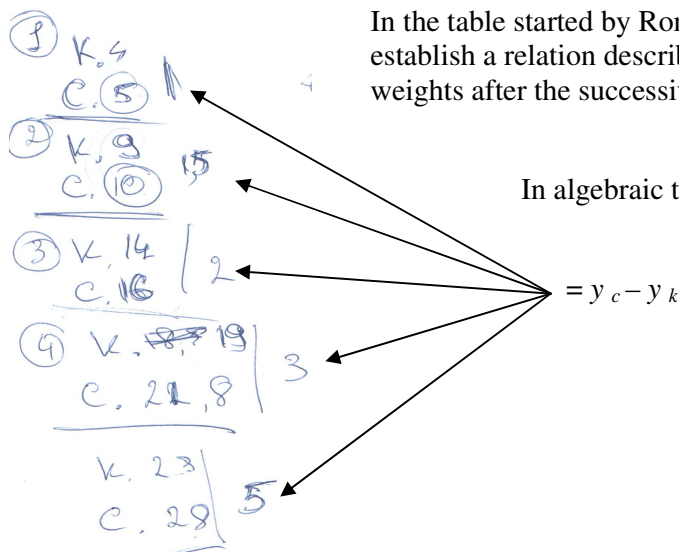 In the table started by Ron
establish a relation describ
weights after the successiv
① K. 4
C. 5 1
② K. 9
C. 10 1,5
③ K. 14
C. 16 2
④ K. 19
C. 21,8 3
K. 23
C. 28 5
In algebraic t
= y c – y k